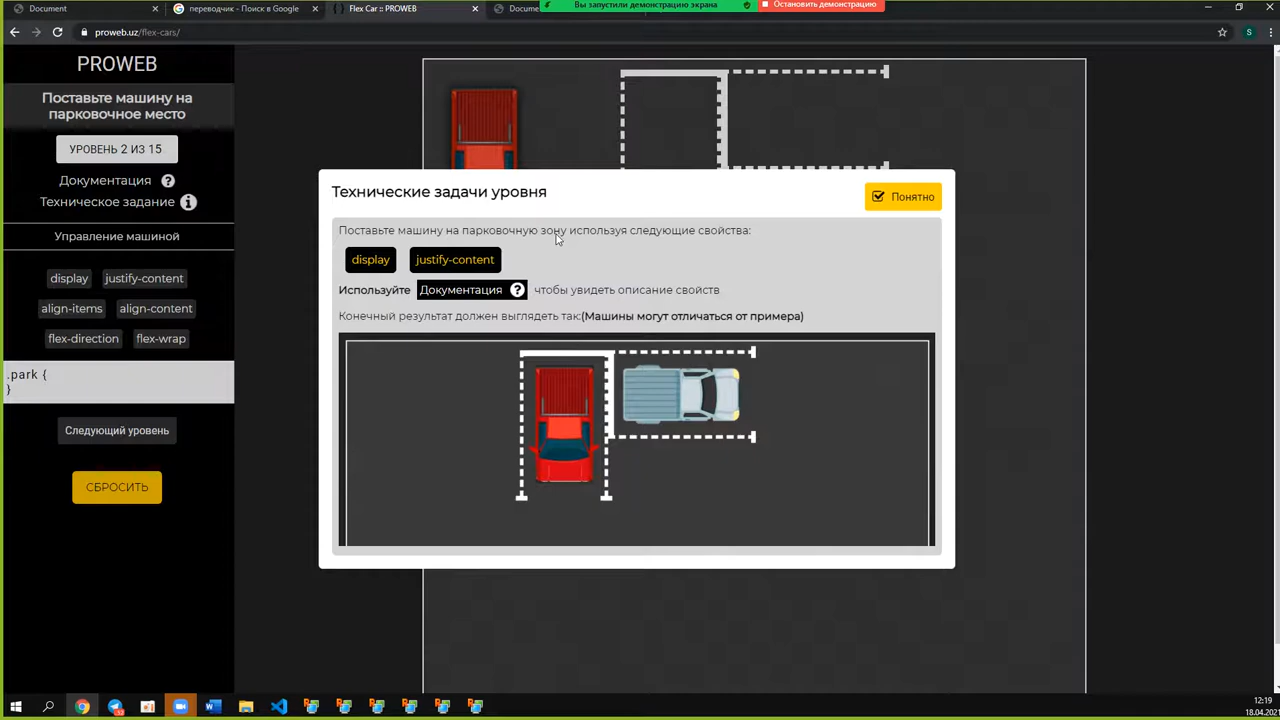 Document
переводчик - Поиск в Google
Flex Car :: PROWEB
Docume
Вы запустили демонстрацию экрана
Остановить демонстрацию
proweb.uz/flex-cars/
S
PROWEB
Поставьте машину на
парковочное место
УРОВЕНЬ 2 ИЗ 15
Документация ?
Техническое задание i
Управление машиной
display justify-content
align-items align-content
flex-direction flex-wrap
.park {
}
Следующий уровень
СБРОСИТЬ
Технические задачи уровня
Понятно
Поставьте машину на парковочную зону используя следующие свойства:
display justify-content
Используйте Документация ? чтобы увидеть описание свойств
Конечный результат должен выглядеть так:(Машины могут отличаться от примера)
12:19
18.04.202